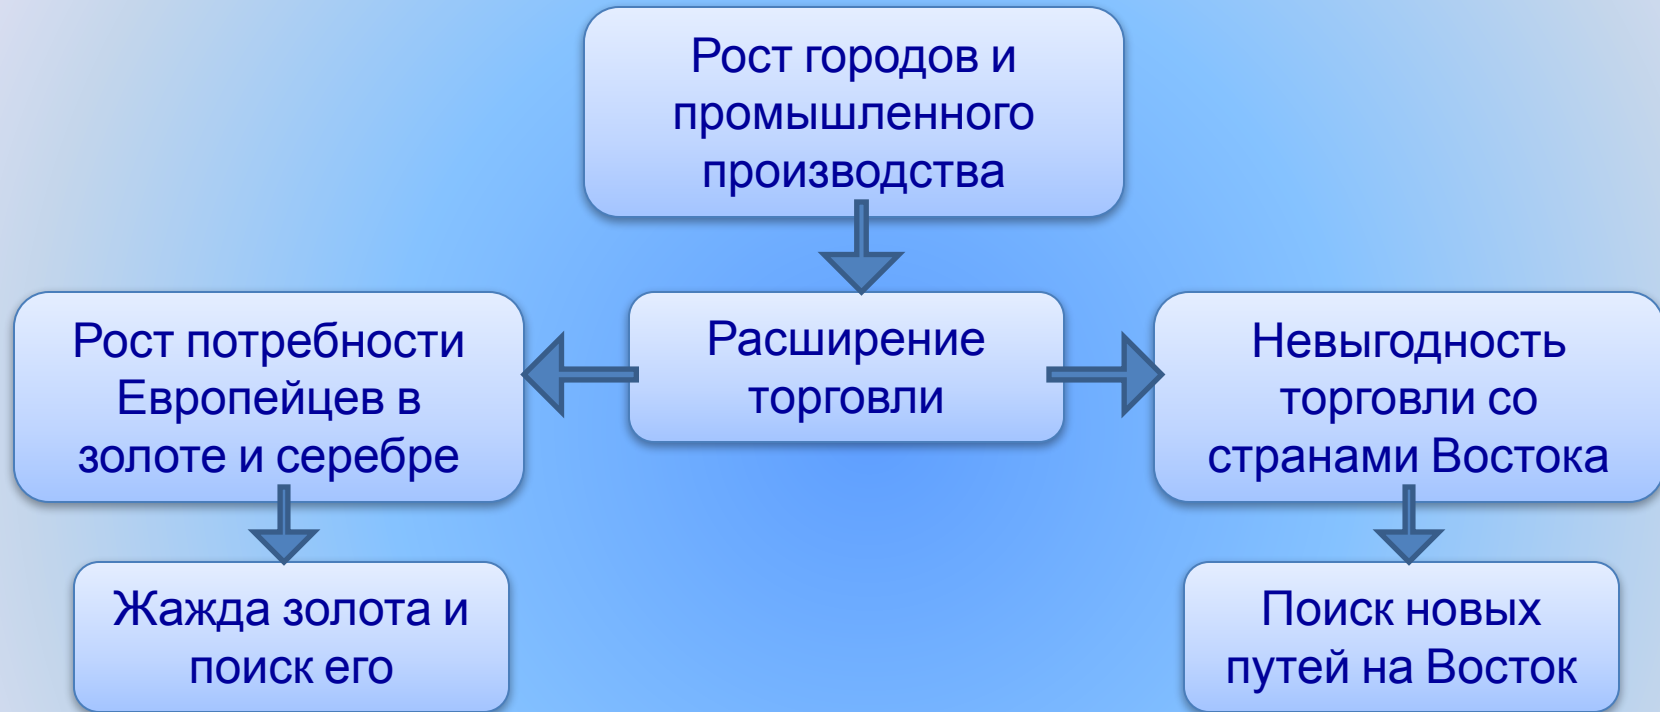 Рост городов и
промышленного
производства
Рост потребности
Европейцев в
золоте и серебре
Расширение
торговли
Невыгодность
торговли со
странами Востока
Жажда золота и
поиск его
Поиск новых
путей на Восток